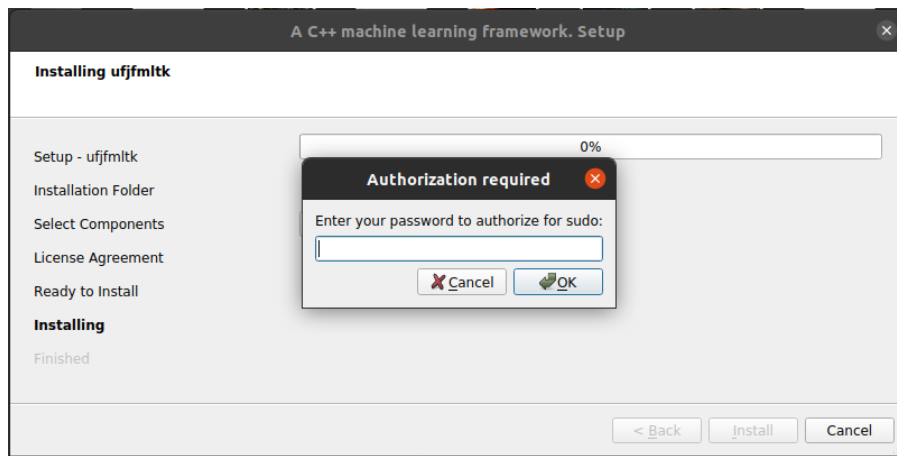 A C++ machine learning framework. Setup
Installing ufjfmltk
Setup - ufjfmltk
Installation Folder
Select Components
License Agreement
Ready to Install
Installing
Finished
0%
Authorization required
Enter your password to authorize for sudo:
Cancel
OK
< Back
Install
Cancel